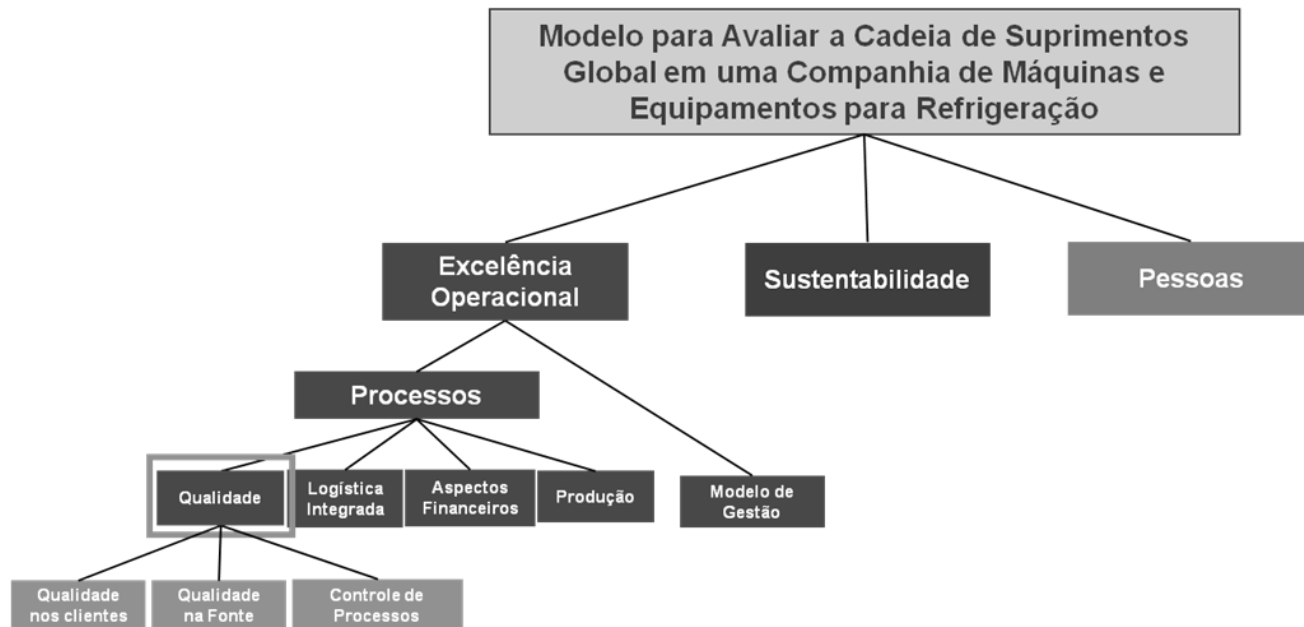 Modelo para Avaliar a Cadeia de Suprimentos
Global em uma Companhia de Máquinas e
Equipamentos para Refrigeração
Excelência
Operacional
Sustentabilidade
Pessoas
Processos
Qualidade
Logística
Integrada
Aspectos
Financeiros
Produção
Modelo de
Gestão
Qualidade
nos clientes
Qualidade
na Fonte
Controle de
Processos